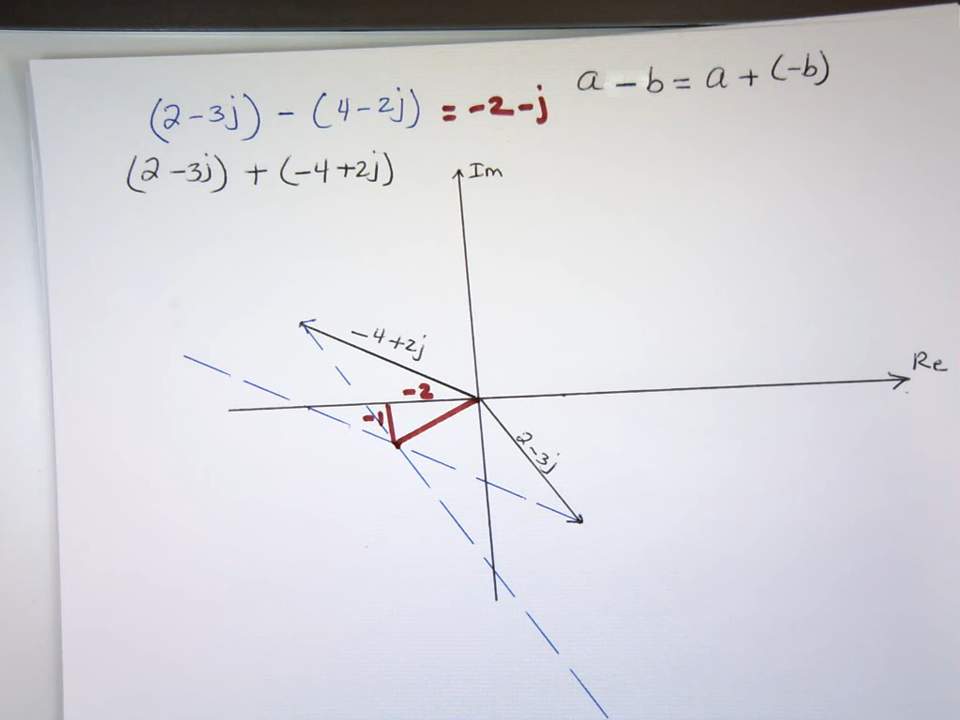 (2-3j) - (4-2j) = -2-j
a - b = a + (-b)
(2-3j) + (-4+2j)
Im
-4+2j
Re
-2
-1
2-3j